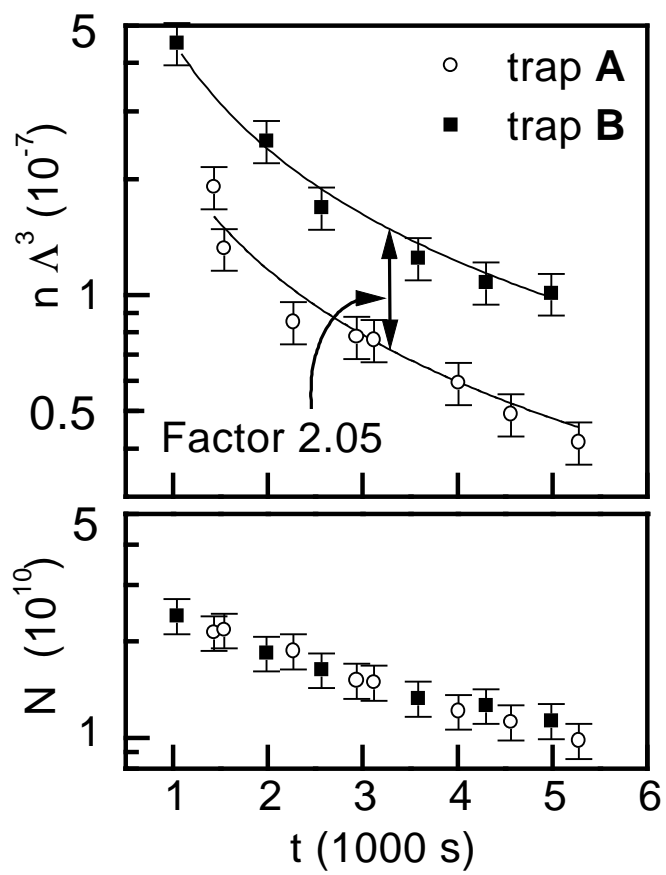 5
trap A
trap B
n Λ³ (10⁻⁷)
1
0.5
Factor 2.05
5
N (10¹⁰)
1
1 2 3 4 5 6
t (1000 s)